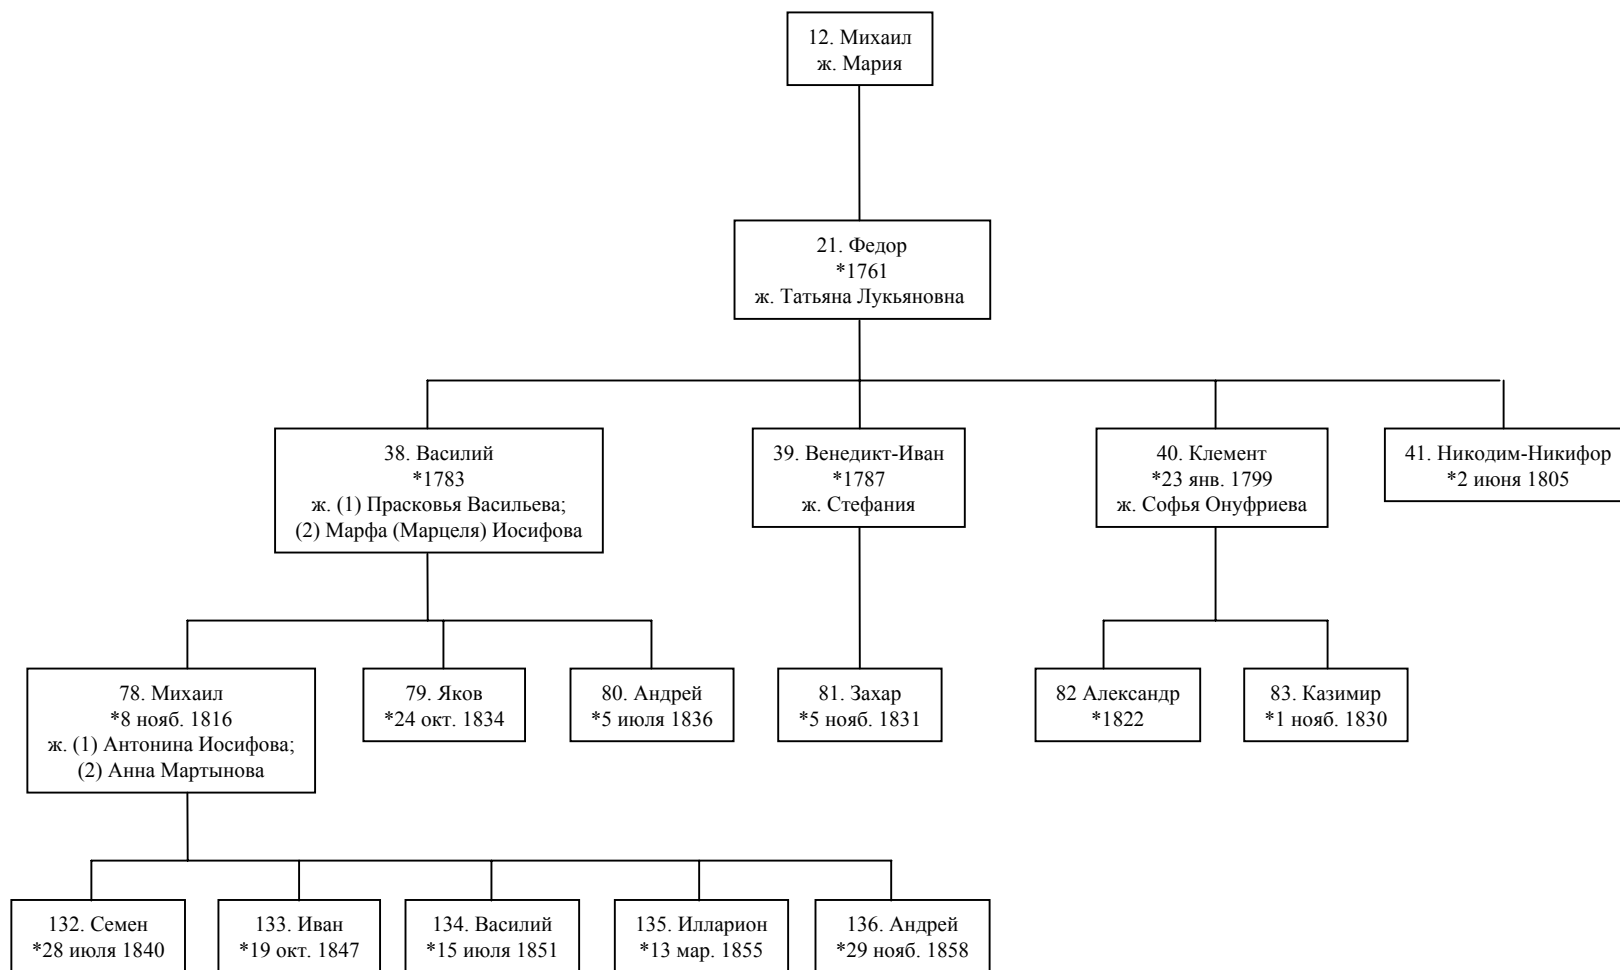 12. Михаил
ж. Мария
21. Федор
*1761
ж. Татьяна Лукьяновна
38. Василий
*1783
ж. (1) Прасковья Васильева;
(2) Марфа (Марцеля) Иосифова
39. Венедикт-Иван
*1787
ж. Стефания
40. Клемент
*23 янв. 1799
ж. Софья Онуфриева
41. Никодим-Никифор
*2 июня 1805
78. Михаил
*8 нояб. 1816
ж. (1) Антонина Иосифова;
(2) Анна Мартынова
79. Яков
*24 окт. 1834
80. Андрей
*5 июля 1836
81. Захар
*5 нояб. 1831
82 Александр
*1822
83. Казимир
*1 нояб. 1830
132. Семен
*28 июля 1840
133. Иван
*19 окт. 1847
134. Василий
*15 июля 1851
135. Илларион
*13 мар. 1855
136. Андрей
*29 нояб. 1858